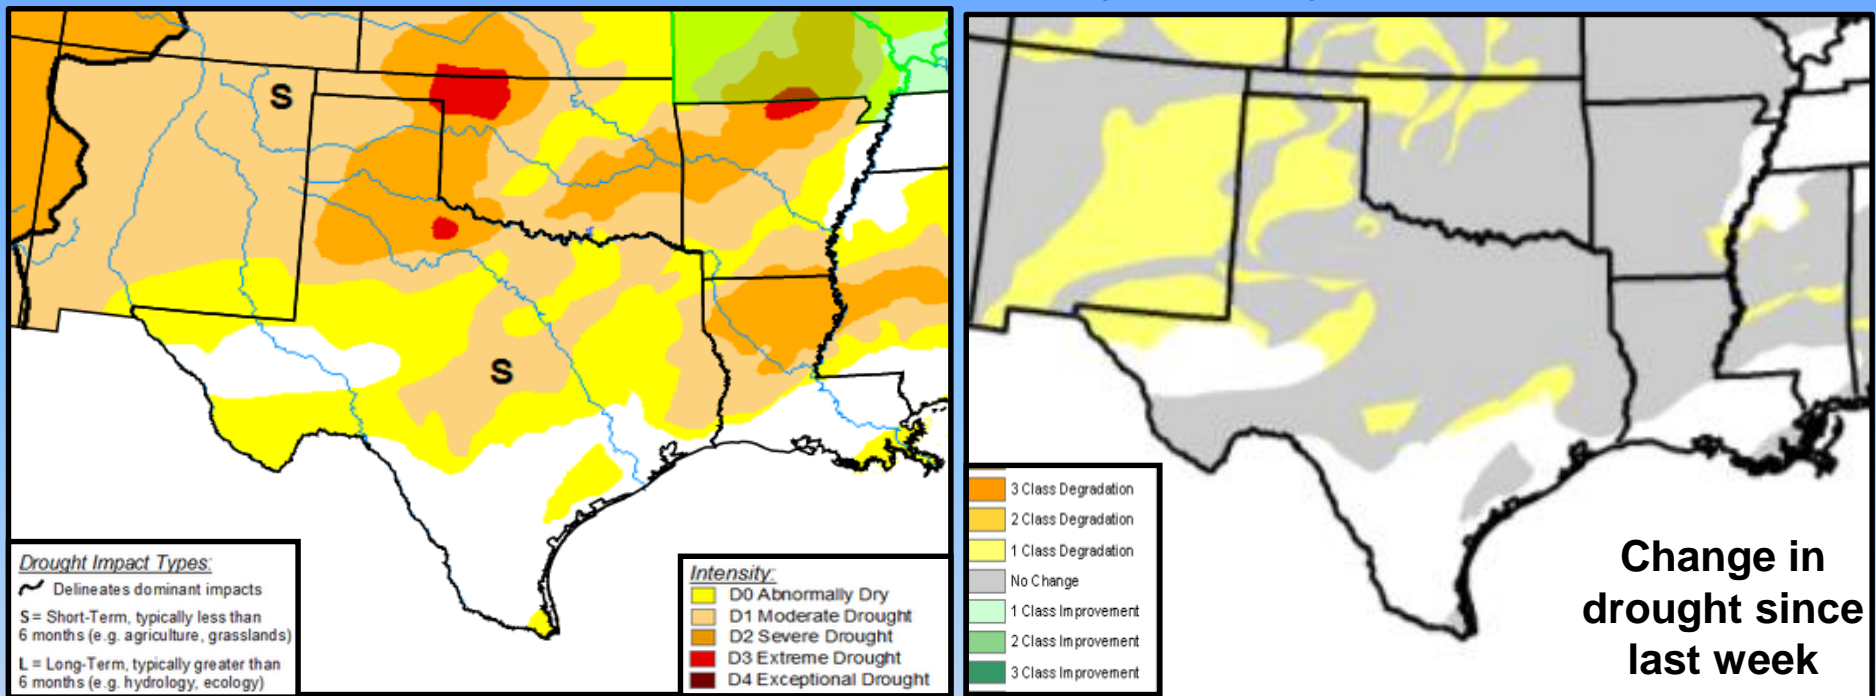 S
S
Drought Impact Types:
Delineates dominant impacts
S = Short-Term, typically less than
6 months (e.g. agriculture, grasslands)
L = Long-Term, typically greater than
6 months (e.g. hydrology, ecology)
Intensity:
D0 Abnormally Dry
D1 Moderate Drought
D2 Severe Drought
D3 Extreme Drought
D4 Exceptional Drought
3 Class Degradation
2 Class Degradation
1 Class Degradation
No Change
1 Class Improvement
2 Class Improvement
3 Class Improvement
Change in
drought since
last week